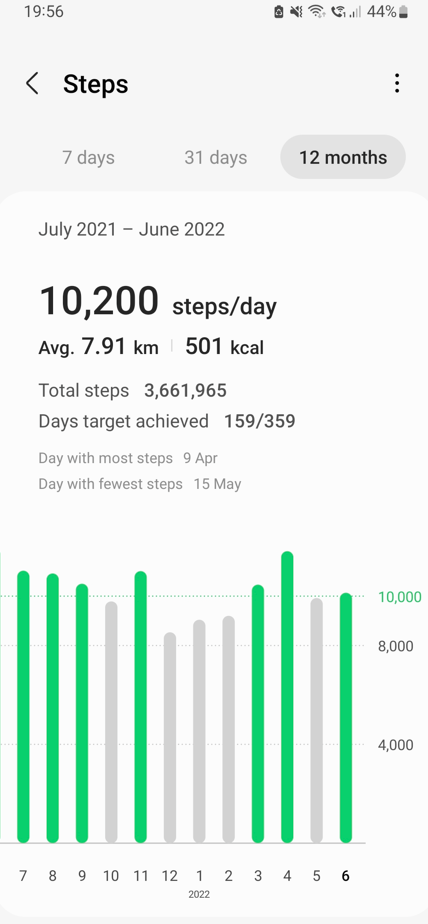 19:56 44%
Steps
7 days 31 days 12 months
July 2021 – June 2022
10,200 steps/day
Avg. 7.91 km 501 kcal
Total steps 3,661,965
Days target achieved 159/359
Day with most steps 9 Apr
Day with fewest steps 15 May
10,000
8,000
4,000
7 8 9 10 11 12 1 2 3 4 5 6
2022